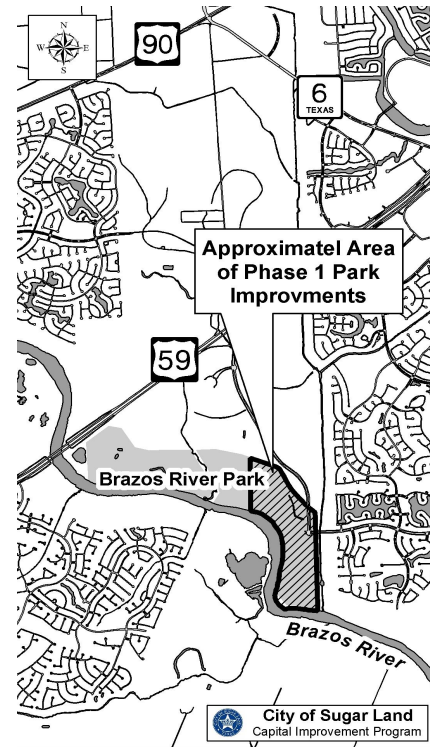 N
W E
S
90
6
TEXAS
Approximatel Area
of Phase 1 Park
Improvments
59
Brazos River Park
Brazos River
City of Sugar Land
Capital Improvement Program